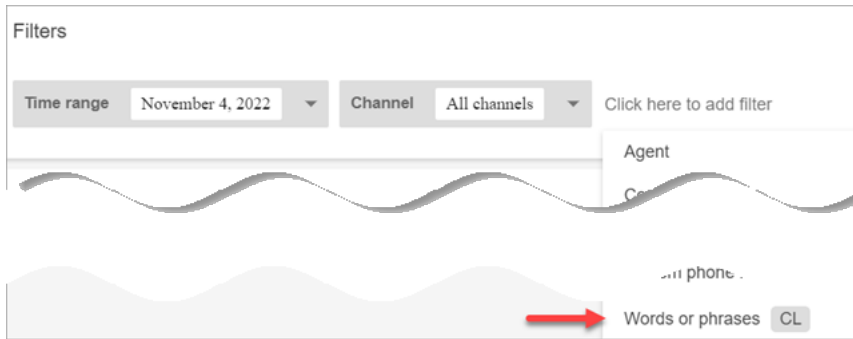 Filters
Time range November 4, 2022 Channel All channels Click here to add filter
Agent
phone
Words or phrases CL